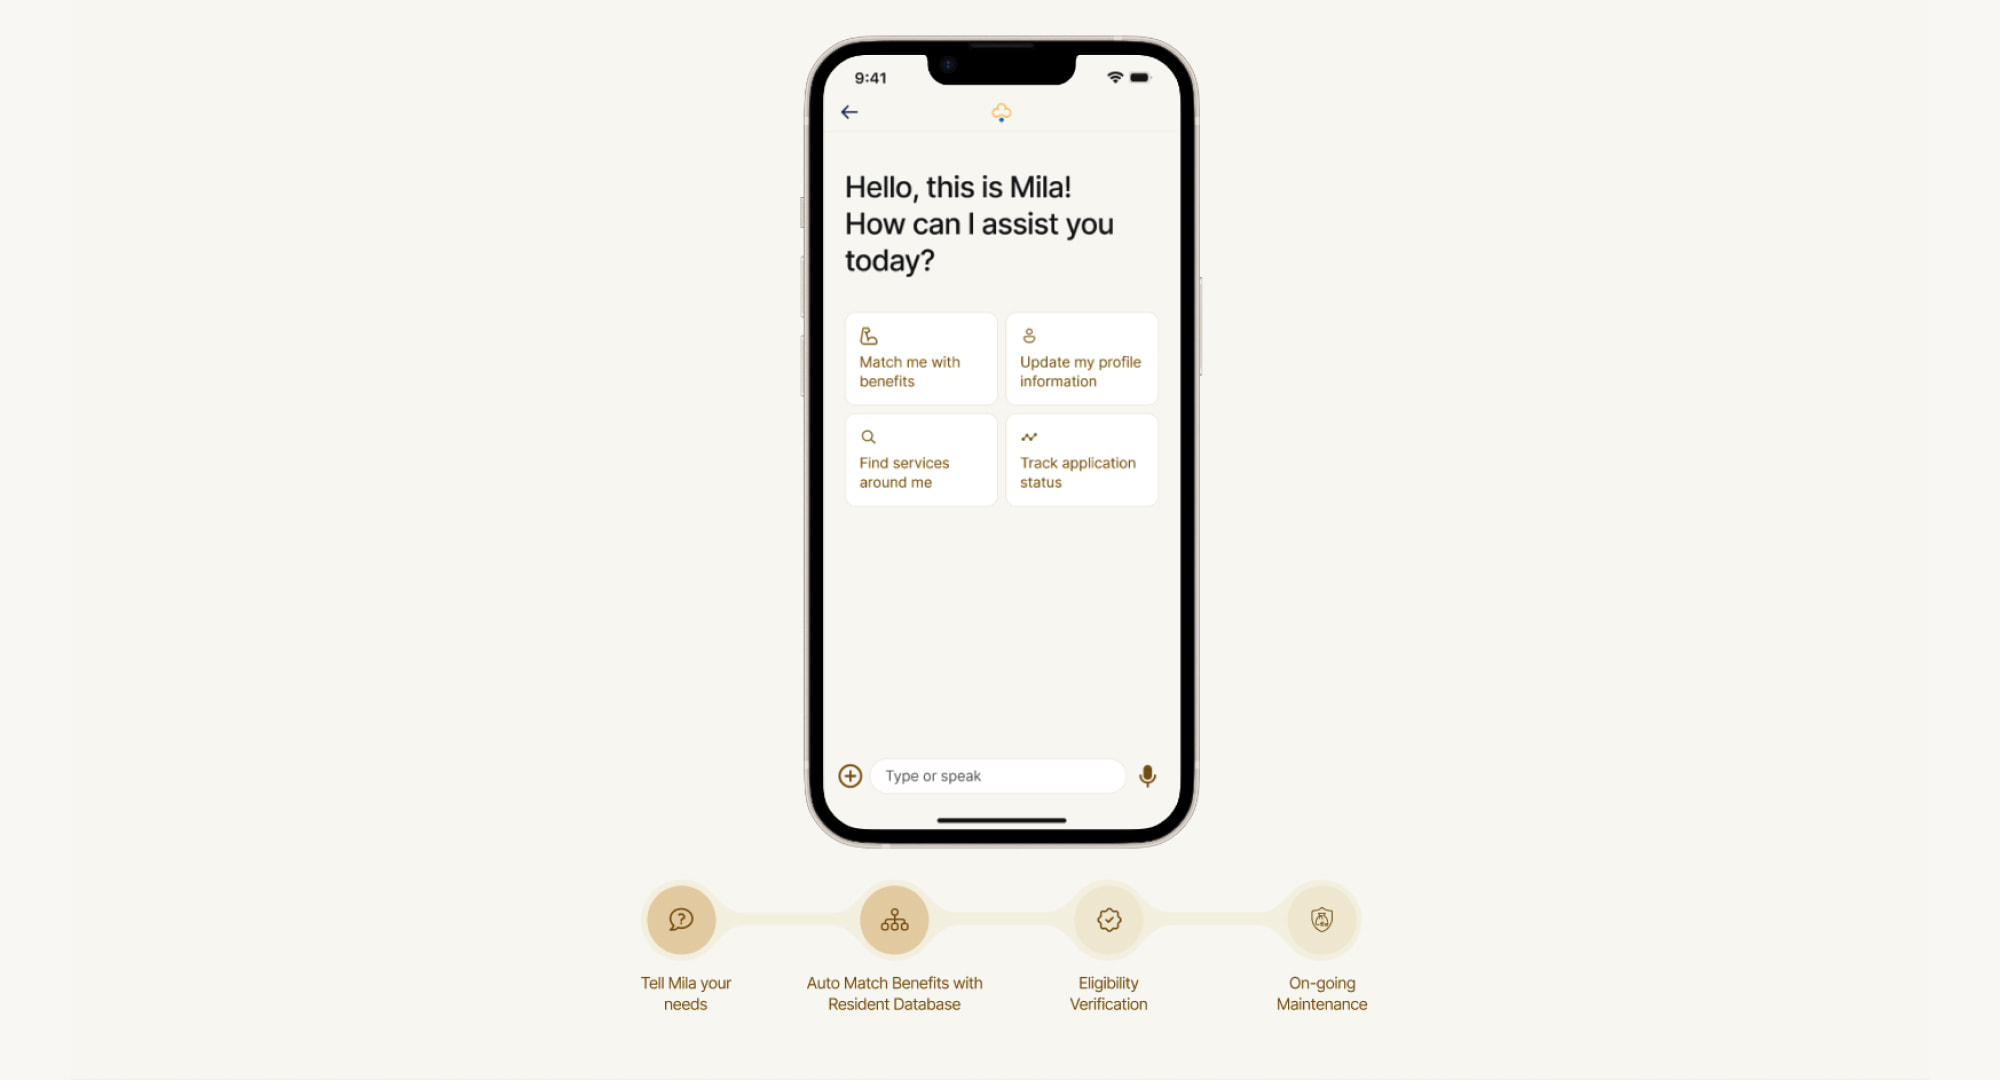 9:41
Hello, this is Mila!
How can I assist you
today?
Match me with
benefits
Update my profile
information
Find services
around me
Track application
status
Type or speak
Tell Mila your
needs
Auto Match Benefits with
Resident Database
Eligibility
Verification
On-going
Maintenance